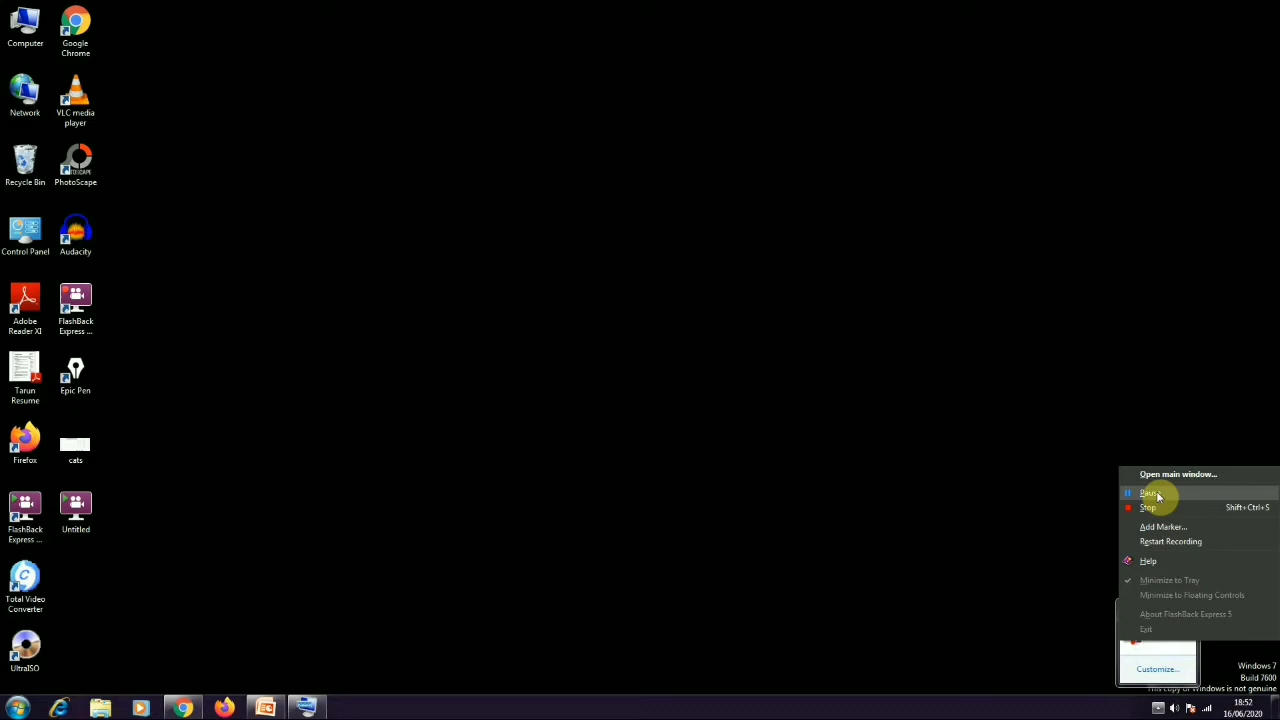 Computer
Google
Chrome
Network
VLC media
player
Recycle Bin
PhotoScape
Control Panel
Audacity
Adobe
Reader XI
FlashBack
Express ...
Tarun
Resume
Epic Pen
Firefox
cats
FlashBack
Express ...
Untitled
Total Video
Converter
UltraISO
Open main window...
Pause
Stop Shift+Ctrl+S
Add Marker...
Restart Recording
Help
Minimize to Tray
Minimize to Floating Controls
About FlashBack Express 5
Exit
Customize...
Windows 7
Build 7600
This copy of Windows is not genuine
18:52
16/06/2020